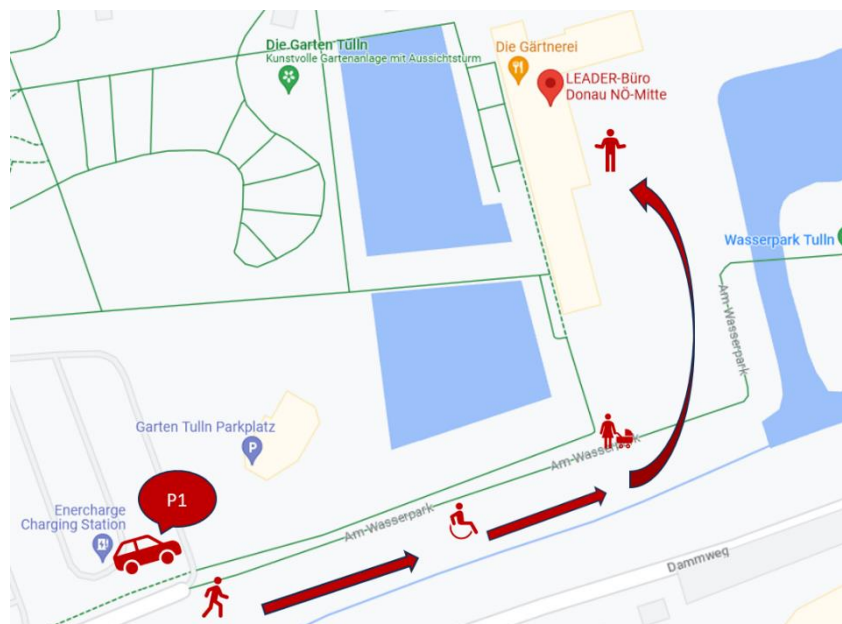 Die Garten Tulln
Kunstvolle Gartenanlage mit Aussichtsturm
Die Gärtnerei
LEADER-Büro
Donau NÖ-Mitte
Wasserpark Tulln
Am Wasserpark
Garten Tulln Parkplatz
P
Am Wasserpark
P1
Enercharge
Charging Station
Am Wasserpark
Dammweg